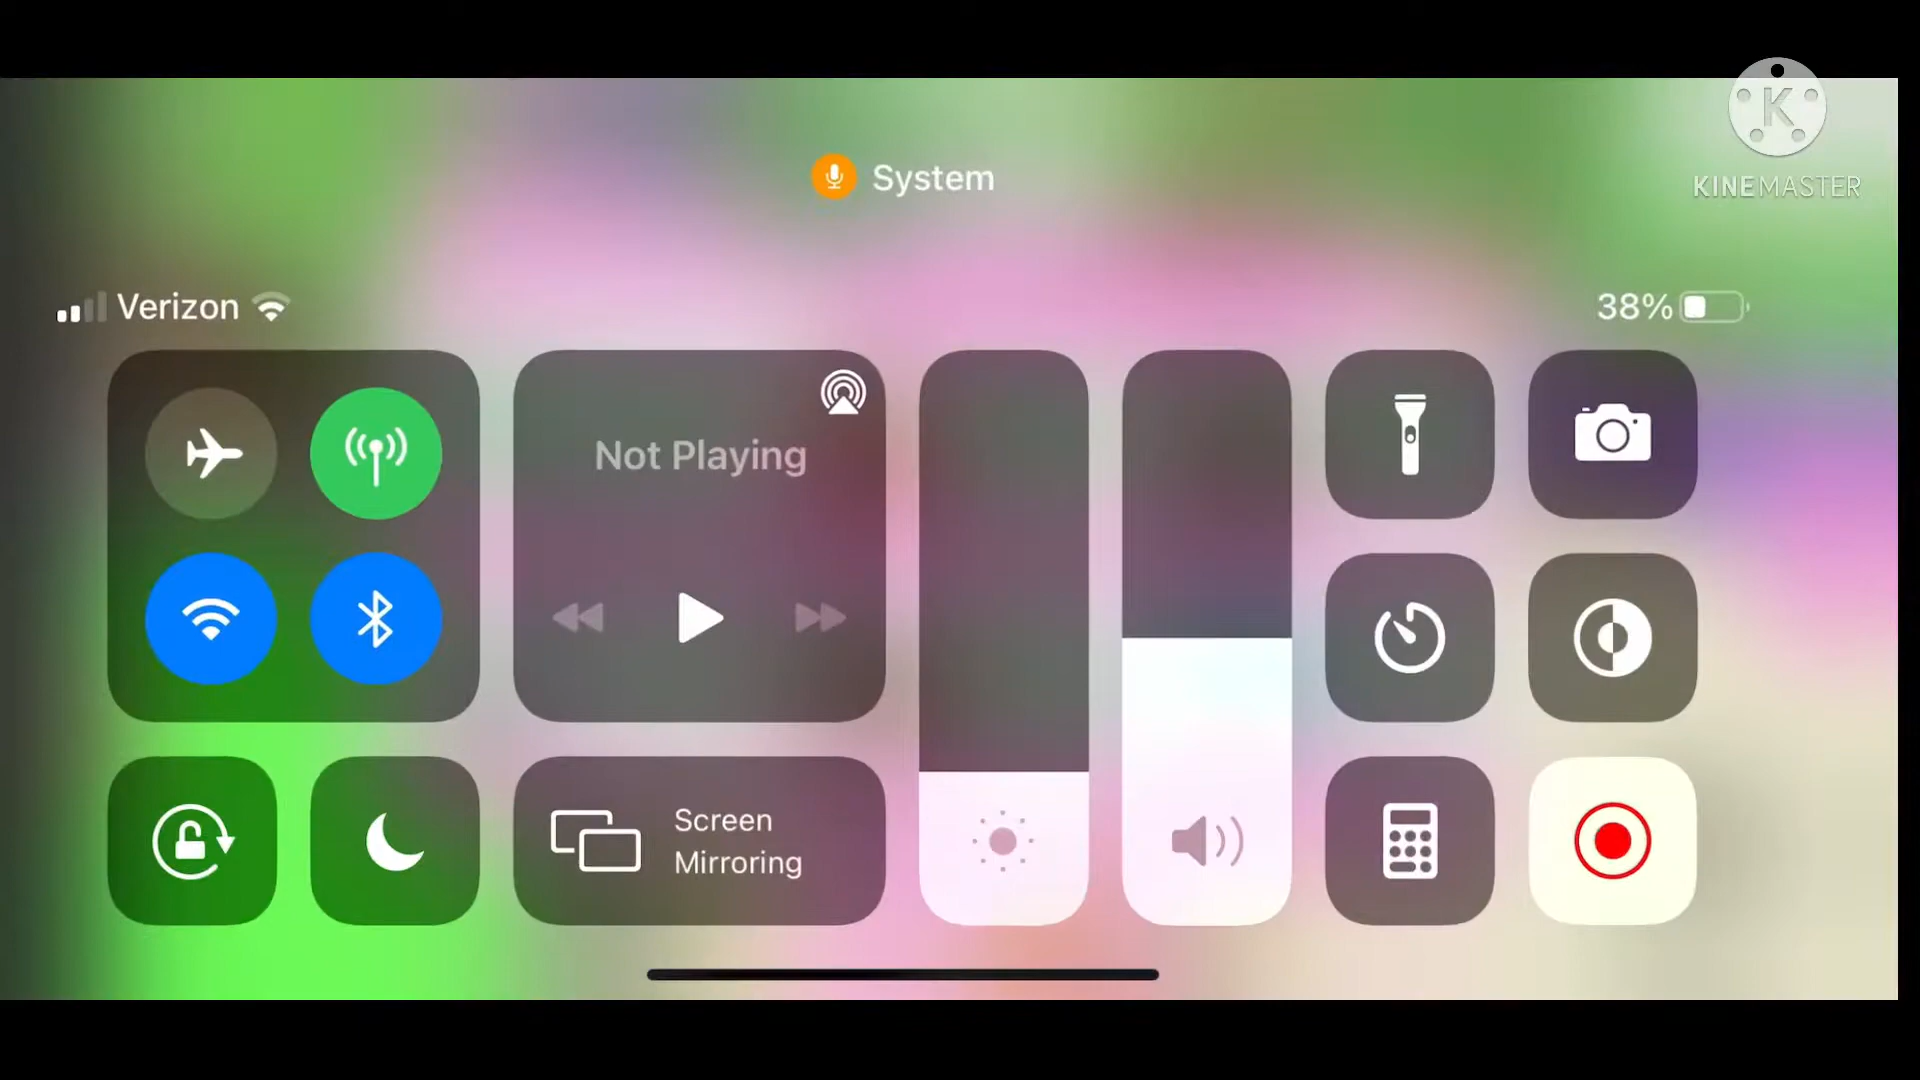 K
KINEMASTER
System
Verizon
38%
Not Playing
Screen
Mirroring